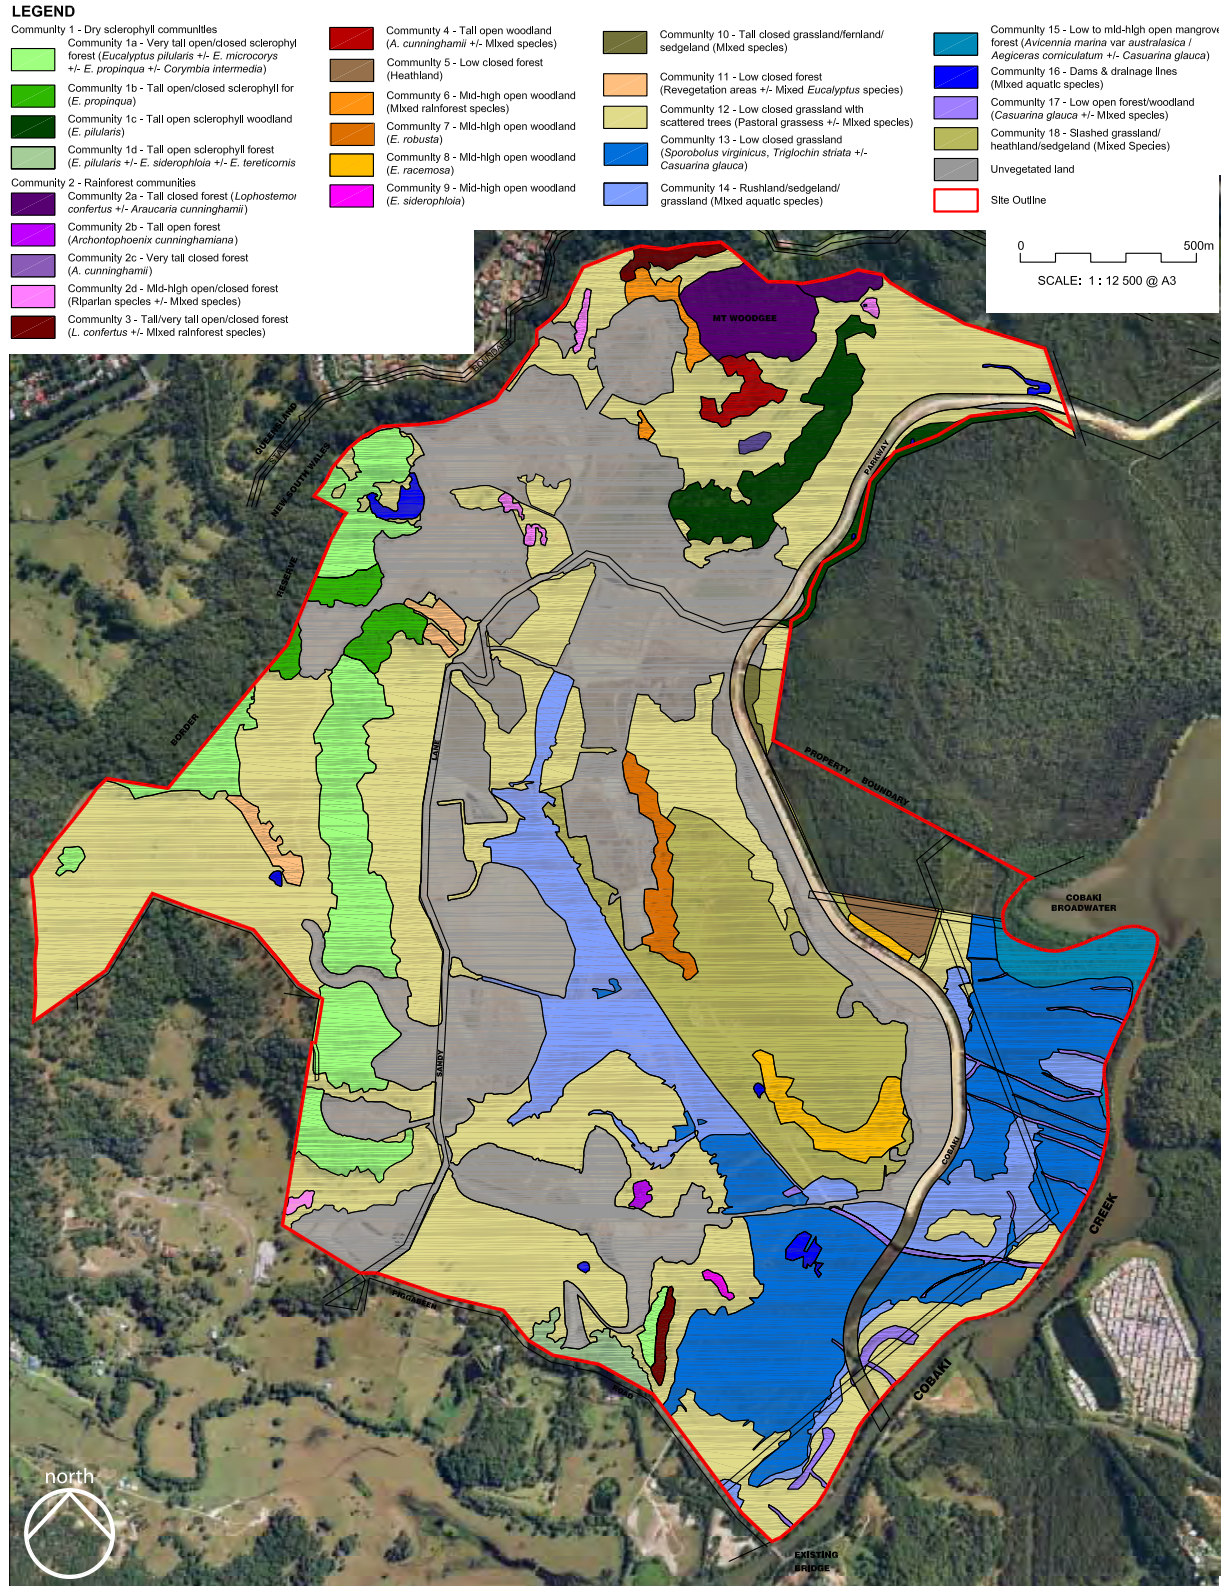 LEGEND
Community 1 - Dry sclerophyll communities
Community 1a - Very tall open/closed sclerophyl
forest (Eucalyptus pilularis +/- E. microcorys
+/- E. propinqua +/- Corymbia intermedia)
Community 1b - Tall open/closed sclerophyll for
(E. propinqua)
Community 1c - Tall open sclerophyll woodland
(E. pilularis)
Community 1d - Tall open sclerophyll forest
(E. pilularis +/- E. siderophloia +/- E. tereticornis
Community 2 - Rainforest communities
Community 2a - Tall closed forest (Lophostemor
confertus +/- Araucaria cunninghamii)
Community 2b - Tall open forest
(Archontophoenix cunninghamiana)
Community 2c - Very tall closed forest
(A. cunninghamii)
Community 2d - Mid-high open/closed forest
(Riparian species +/- Mixed species)
Community 3 - Tall/very tall open/closed forest
(L. confertus +/- Mixed rainforest species)
Community 4 - Tall open woodland
(A. cunninghamii +/- Mixed species)
Community 5 - Low closed forest
(Heathland)
Community 6 - Mid-high open woodland
(Mixed rainforest species)
Community 7 - Mid-high open woodland
(E. robusta)
Community 8 - Mid-high open woodland
(E. racemosa)
Community 9 - Mid-high open woodland
(E. siderophloia)
Community 10 - Tall closed grassland/fernland/
sedgeland (Mixed species)
Community 11 - Low closed forest
(Revegetation areas +/- Mixed Eucalyptus species)
Community 12 - Low closed grassland with
scattered trees (Pastoral grassess +/- Mixed species)
Community 13 - Low closed grassland
(Sporobolus virginicus, Triglochin striata +/-
Casuarina glauca)
Community 14 - Rushland/sedgeland/
grassland (Mixed aquatic species)
Community 15 - Low to mid-high open mangrove
forest (Avicennia marina var australasica /
Aegiceras corniculatum +/- Casuarina glauca)
Community 16 - Dams & drainage lines
(Mixed aquatic species)
Community 17 - Low open forest/woodland
(Casuarina glauca +/- Mixed species)
Community 18 - Slashed grassland/
heathland/sedgeland (Mixed Species)
Unvegetated land
Site Outline
0 500m
SCALE: 1 : 12 500 @ A3
MT WOODGEE
BOUNDARY
QUEENSLAND
STATE
NEW SOUTH WALES
PARKWAY
RESERVE
BORDER
LANE
PROPERTY BOUNDARY
COBAKI
BROADWATER
SANDY
COBAKI
CREEK
PIGGABEEN
COBAKI
ROAD
north
EXISTING
BRIDGE